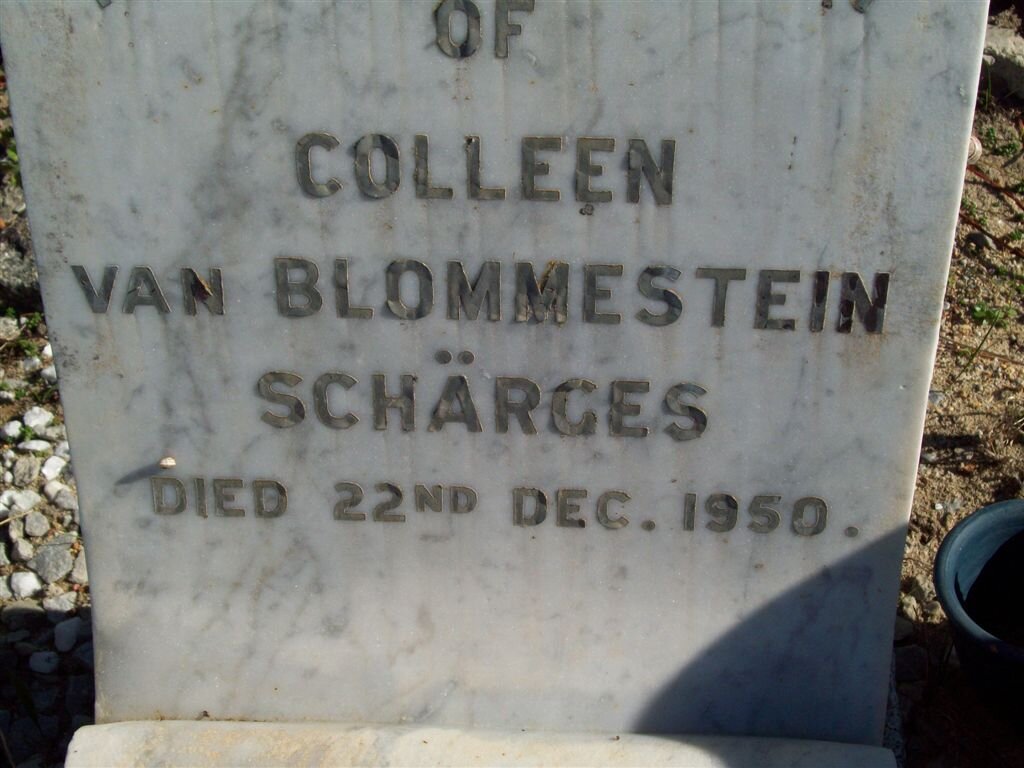 OF
COLLEEN
VAN BLOMMESTEIN
SCHÄRGES
DIED 22ND DEC. 1950.